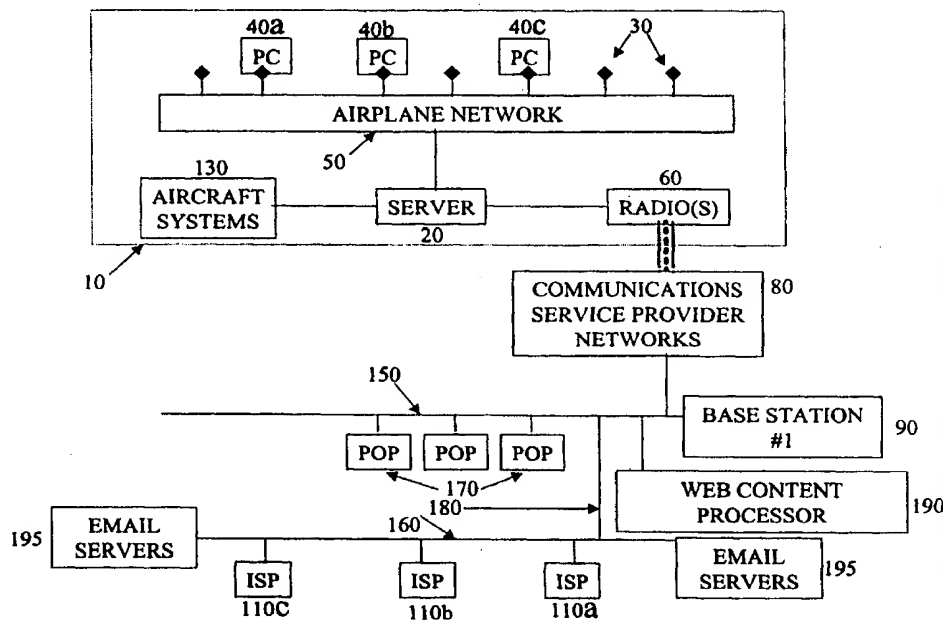 40a 40b 40c 30
PC PC PC
AIRPLANE NETWORK
50
130 60
AIRCRAFT
SYSTEMS
SERVER
RADIO(S)
20
10
COMMUNICATIONS
SERVICE PROVIDER
NETWORKS
80
150
BASE STATION
#1
90
POP POP POP
170
180
WEB CONTENT
PROCESSOR
190
160
195
EMAIL
SERVERS
EMAIL
SERVERS
195
ISP ISP ISP
110c 110b 110a